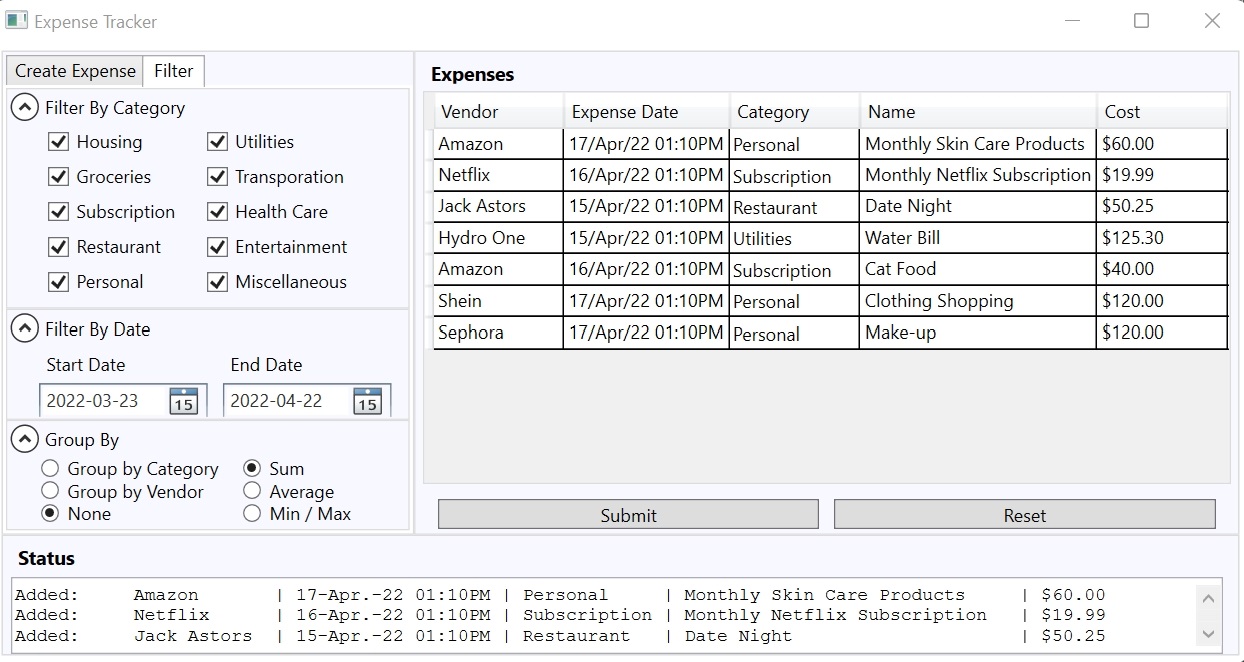 Expense Tracker
Create Expense Filter
Filter By Category
Housing Utilities
Groceries Transporation
Subscription Health Care
Restaurant Entertainment
Personal Miscellaneous
Filter By Date
Start Date End Date
2022-03-23 15 2022-04-22 15
Group By
Group by Category Sum
Group by Vendor Average
None Min / Max
Expenses
Vendor Expense Date Category Name Cost
Amazon 17/Apr/22 01:10PM Personal Monthly Skin Care Products $60.00
Netflix 16/Apr/22 01:10PM Subscription Monthly Netflix Subscription $19.99
Jack Astors 15/Apr/22 01:10PM Restaurant Date Night $50.25
Hydro One 15/Apr/22 01:10PM Utilities Water Bill $125.30
Amazon 16/Apr/22 01:10PM Subscription Cat Food $40.00
Shein 17/Apr/22 01:10PM Personal Clothing Shopping $120.00
Sephora 17/Apr/22 01:10PM Personal Make-up $120.00
Submit Reset
Status
Added: Amazon | 17-Apr.-22 01:10PM | Personal | Monthly Skin Care Products | $60.00
Added: Netflix | 16-Apr.-22 01:10PM | Subscription | Monthly Netflix Subscription | $19.99
Added: Jack Astors | 15-Apr.-22 01:10PM | Restaurant | Date Night | $50.25